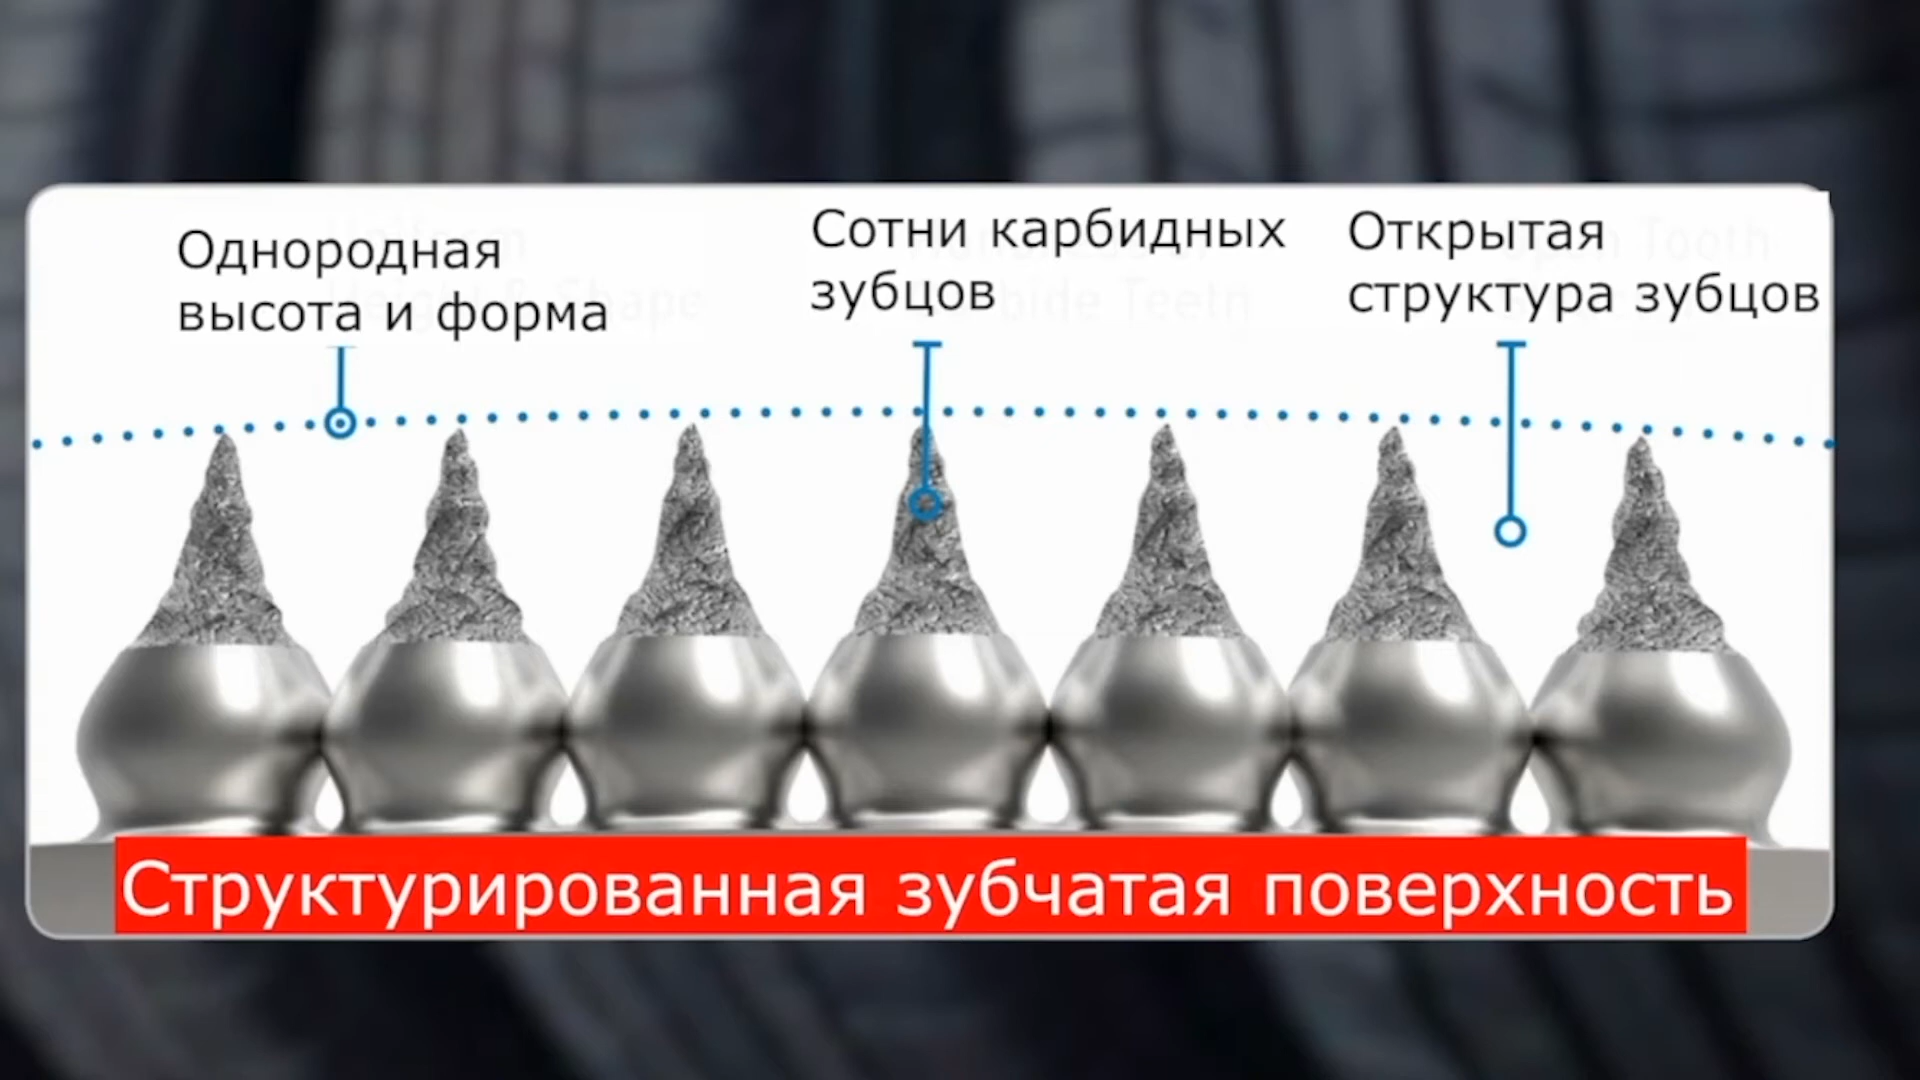 Однородная
высота и форма
Сотни карбидных
зубцов
Открытая
структура зубцов
Структурированная зубчатая поверхность